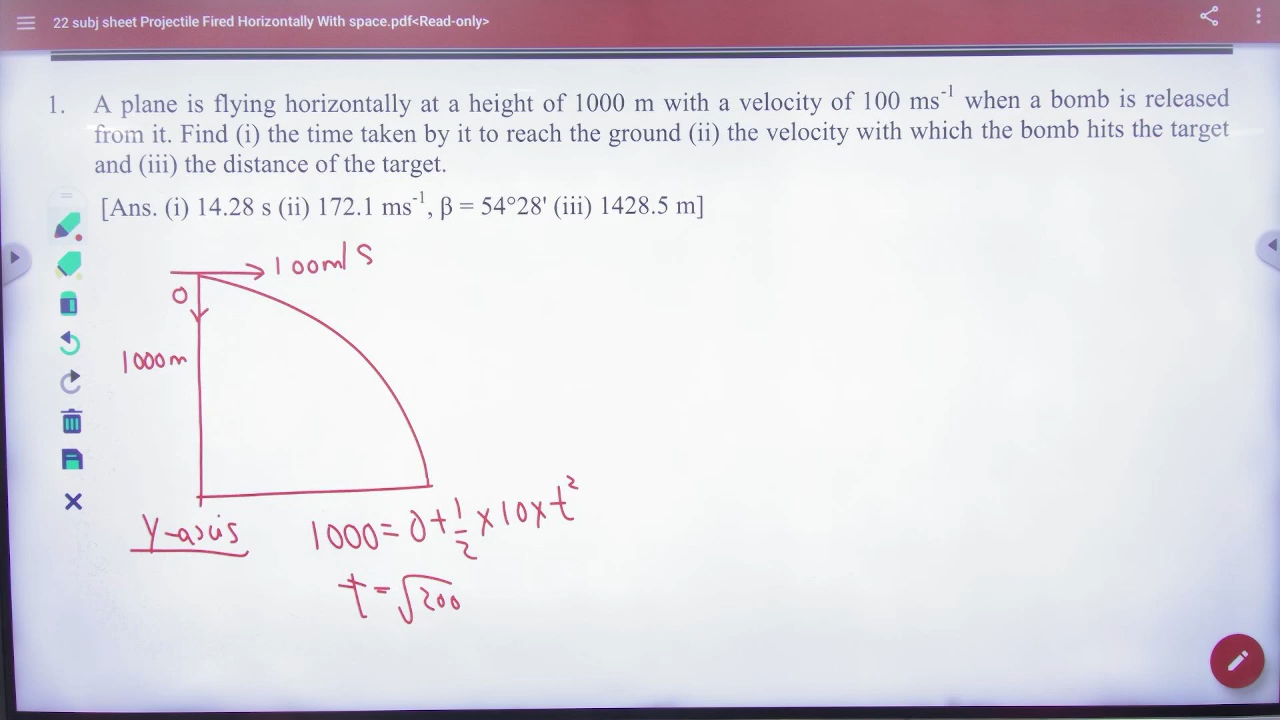 22 subj sheet Projectile Fired Horizontally With space.pdf<Read-only>
1. A plane is flying horizontally at a height of 1000 m with a velocity of 100 ms⁻¹ when a bomb is released
from it. Find (i) the time taken by it to reach the ground (ii) the velocity with which the bomb hits the target
and (iii) the distance of the target.
[Ans. (i) 14.28 s (ii) 172.1 ms⁻¹, β = 54°28' (iii) 1428.5 m]
100m/s
0
1000m
Y-axis 1000=0+1/2×10×t²
t=√200